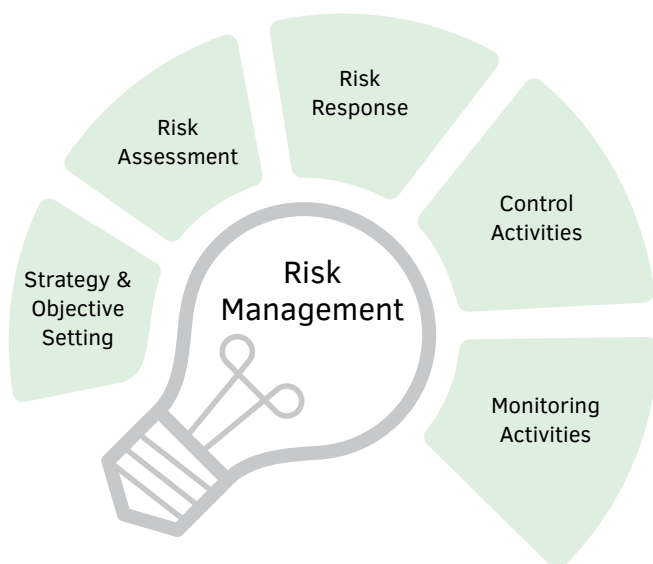 Strategy &
Objective
Setting
Risk
Assessment
Risk
Response
Control
Activities
Monitoring
Activities
Risk
Management